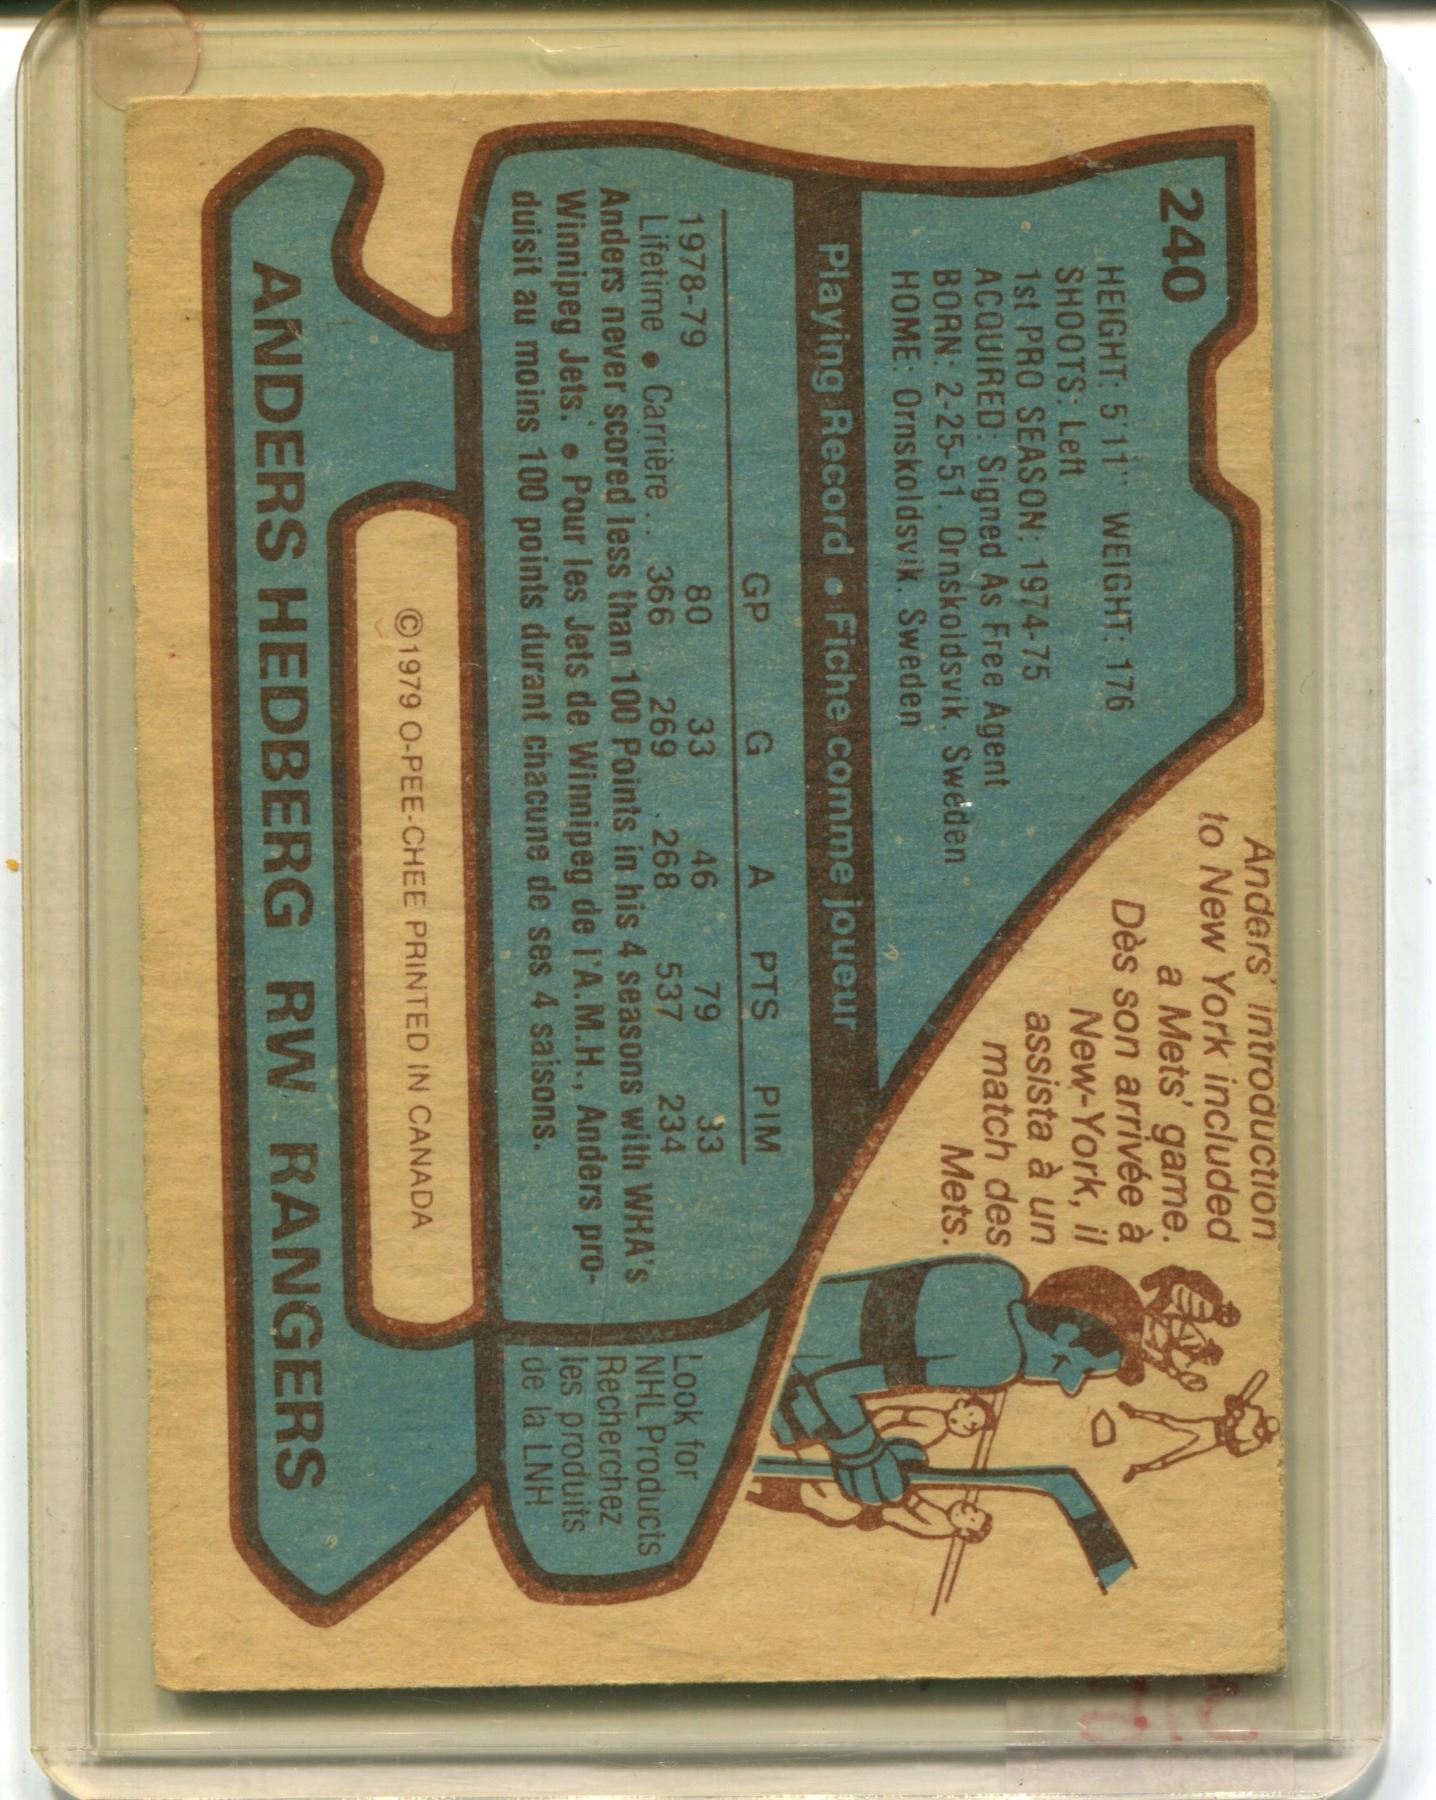 240
HEIGHT: 5'11" WEIGHT: 176
SHOOTS: Left
1st PRO SEASON: 1974-75
ACQUIRED: Signed As Free Agent
BORN: 2-25-51, Ornskoldsvik, Sweden
HOME: Ornskoldsvik, Sweden
Anders' introduction
to New York included
a Mets' game.
Dès son arrivée à
New-York, il
assista à un
match des
Mets.
Playing Record • Fiche comme joueur
GP G A PTS PIM
1978-79 80 33 46 79 33
Lifetime • Carrière .. 366 269 268 537 234
Anders never scored less than 100 Points in his 4 seasons with WHA's
Winnipeg Jets. • Pour les Jets de Winnipeg de l'A.M.H., Anders pro-
duisit au moins 100 points durant chacune de ses 4 saisons.
Look for
NHL Products
Recherchez
les produits
de la LNH
©1979 O-PEE-CHEE PRINTED IN CANADA
ANDERS HEDBERG RW RANGERS